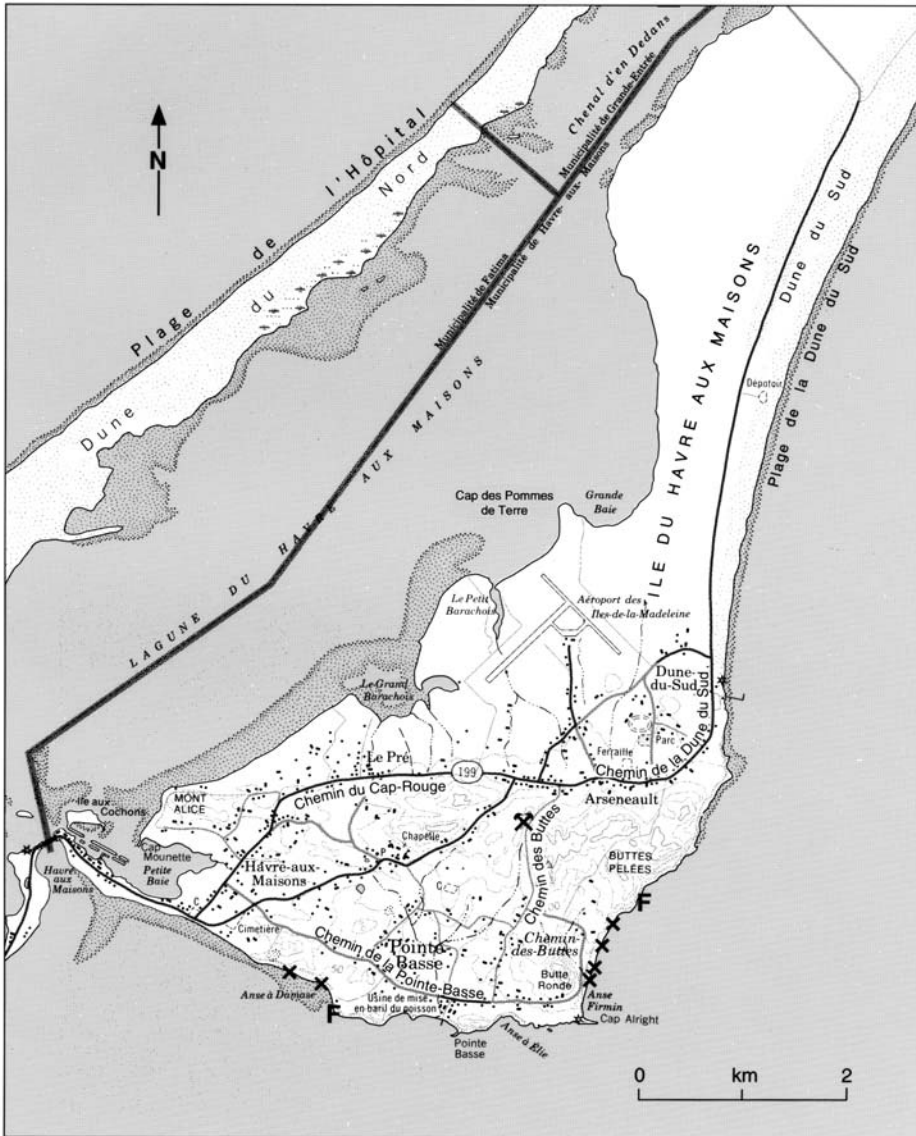 N
Plage de l'Hôpital
Dune du Nord
Chenal d'en Dedans
Municipalité de Grande-Entrée
Municipalité de Havre-aux-Maisons
Municipalité de Fatima
LAGUNE DU HAVRE AUX MAISONS
ILE DU HAVRE AUX MAISONS
Dune du Sud
Plage de la Dune du Sud
Dépotoir
Cap des Pommes
de Terre
Grande
Baie
Le Petit
Barachois
Aéroport des
Iles-de-la-Madeleine
Le Grand
Barachois
Dune-
du-Sud
Parc
Ferraille
Chemin de la Dune du Sud
Le Pré
199
Chemin du Cap-Rouge
Arseneault
MONT
ALICE
Ile aux
Cochons
Cap
Mounette
Petite
Baie
Havre
aux
Maisons
Chapelle
P
Havre-aux-
Maisons
C
C
Chemin des Buttes
BUTTES
PELÉES
F
Cimetière
Chemin de la Pointe-Basse
Pointe
Basse
Chemin-
des-Buttes
Butte
Ronde
50
Anse à Damase
F
Usine de mise
en baril du poisson
Anse
Firmin
Cap Alright
Pointe
Basse
Anse à Élie
0 km 2